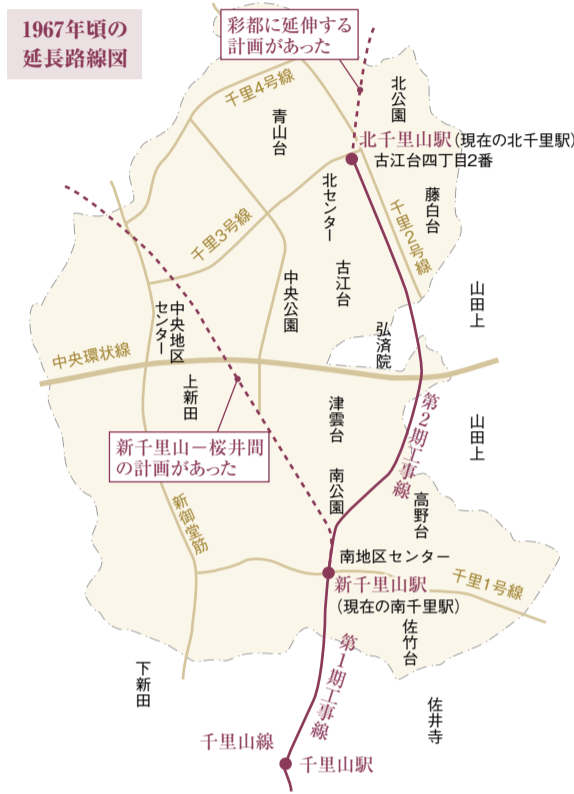 1967年頃の
延長路線図
彩都に延伸する
計画があった
千里4号線
北公園
青山台
北千里山駅(現在の北千里駅)
古江台四丁目2番
北センター
藤白台
千里2号線
千里3号線
古江台
中央公園
山田上
中央地区
センター
弘済院
中央環状線
上新田
津雲台
第2期工事線
山田上
新千里山−桜井間
の計画があった
南公園
高野台
新御堂筋
南地区センター
新千里山駅
(現在の南千里駅)
千里1号線
佐竹台
第1期工事線
下新田
佐井寺
千里山線
千里山駅